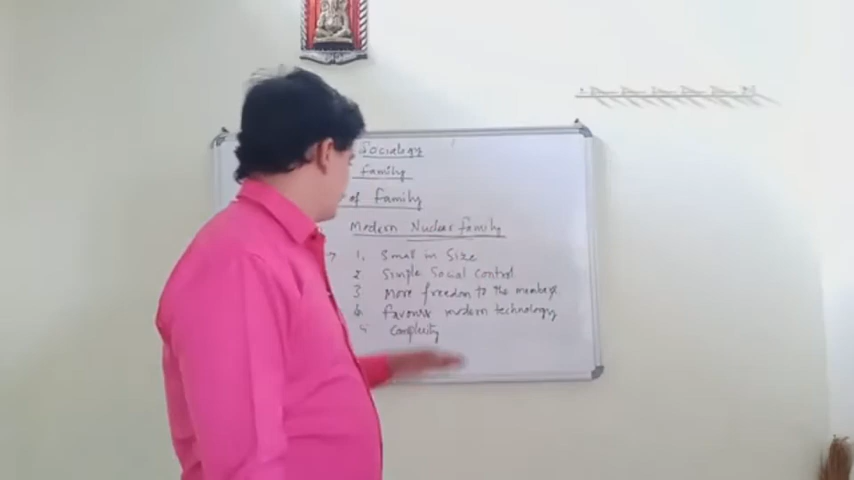 Sociology
Family
of Family
Modern Nuclear family
→ 1. Small in Size
2 Simple Social control
3 More freedom to the members
4 favours modern technology
5 Complexity